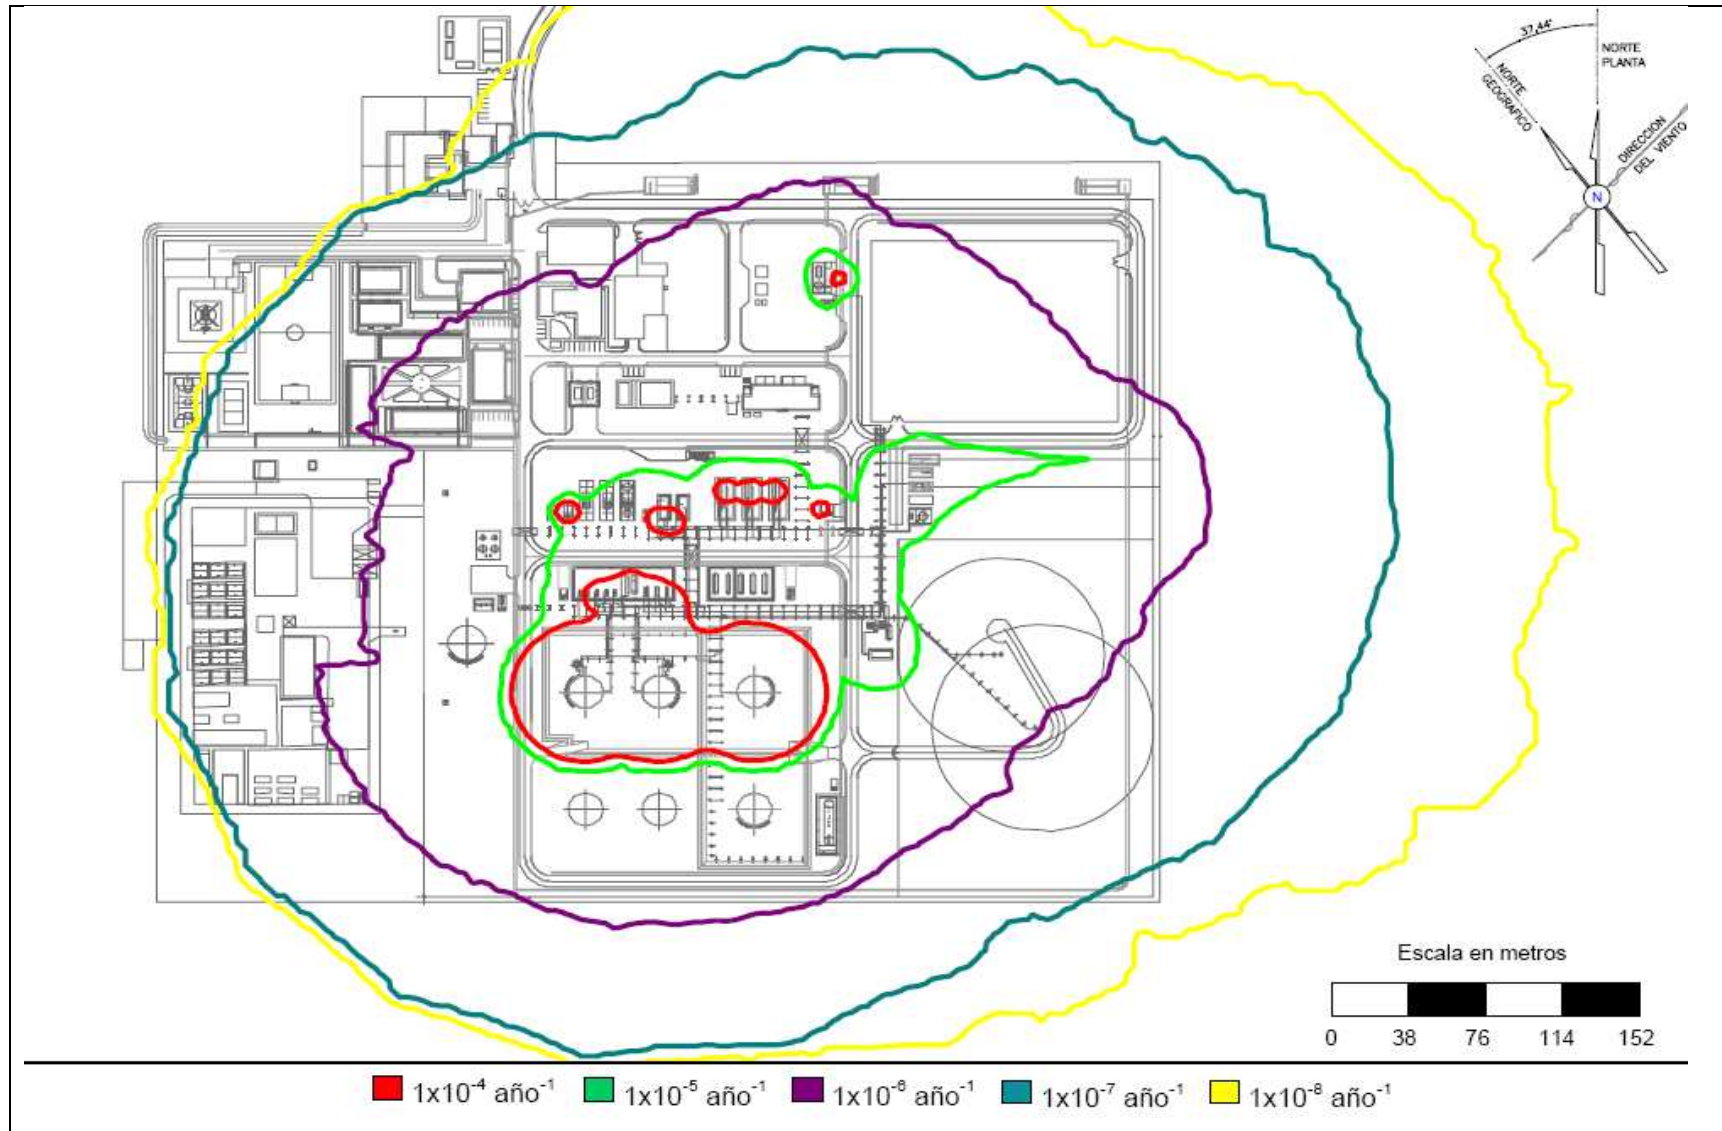 37,44°
NORTE
PLANTA
NORTE
GEOGRAFICO
DIRECCION
DEL VIENTO
N
Escala en metros
0 38 76 114 152
1x10⁻⁴ año⁻¹ 1x10⁻⁵ año⁻¹ 1x10⁻⁶ año⁻¹ 1x10⁻⁷ año⁻¹ 1x10⁻⁸ año⁻¹